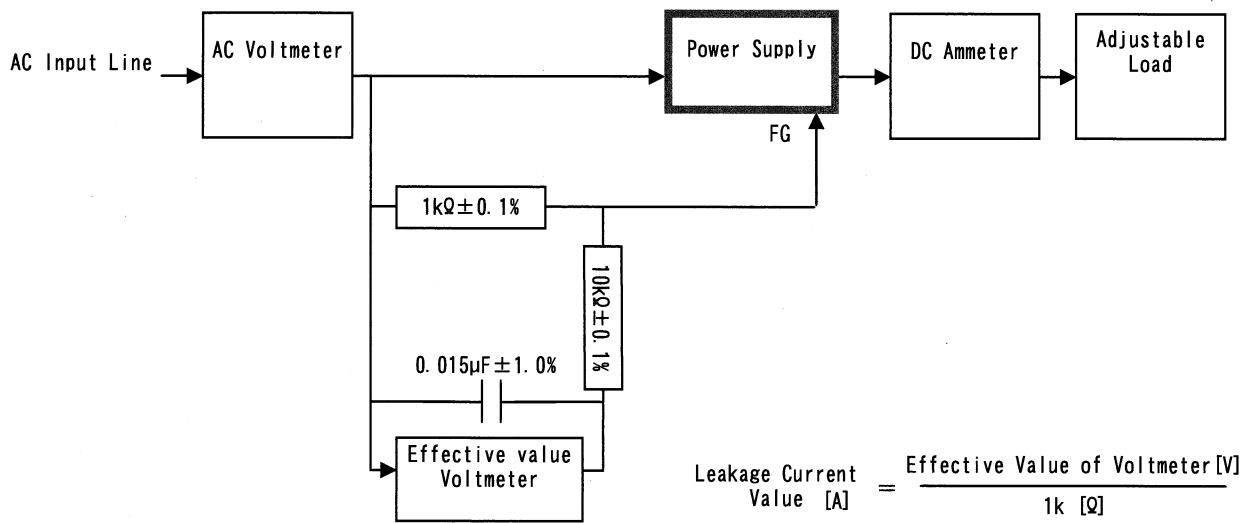 AC Input Line
AC Voltmeter
Power Supply
DC Ammeter
Adjustable
Load
FG
1kΩ±0.1%
10kΩ±0.1%
0.015μF±1.0%
Effective value
Voltmeter
Leakage Current
Value [A]
=
Effective Value of Voltmeter[V]
1k [Ω]